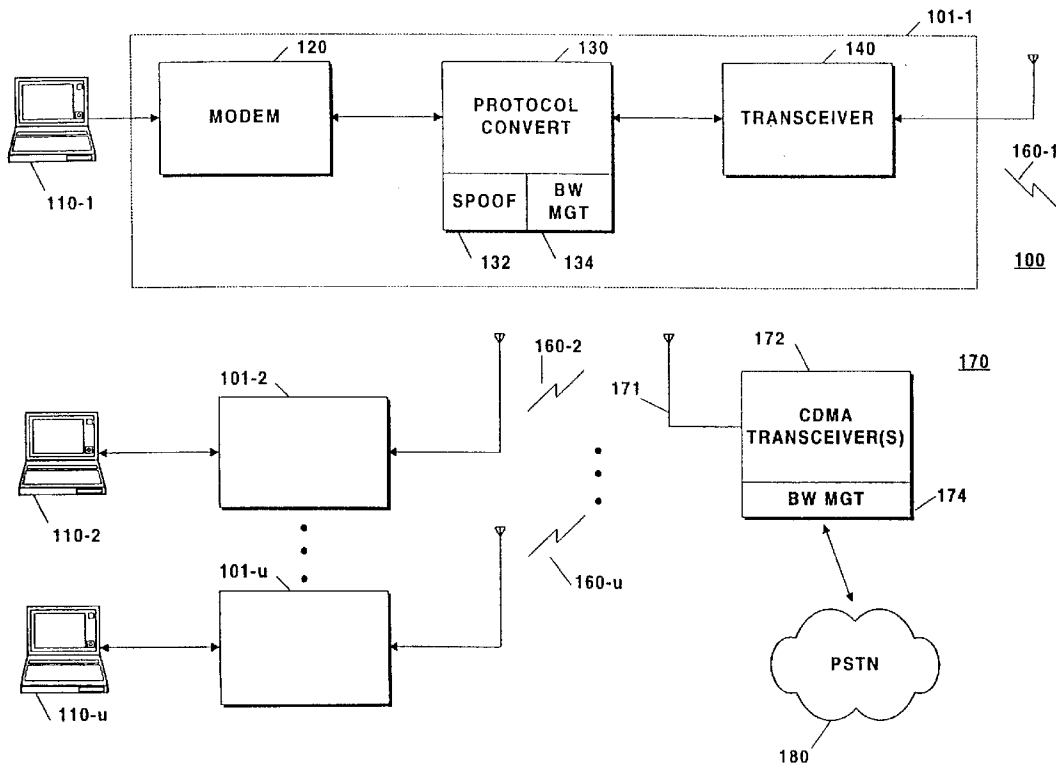 101-1
120
130
140
MODEM
PROTOCOL
CONVERT
TRANSCEIVER
110-1
SPOOF
BW
MGT
132
134
160-1
100
101-2
160-2
171
172
170
CDMA
TRANSCEIVER(S)
BW MGT
174
110-2
101-u
160-u
110-u
PSTN
180